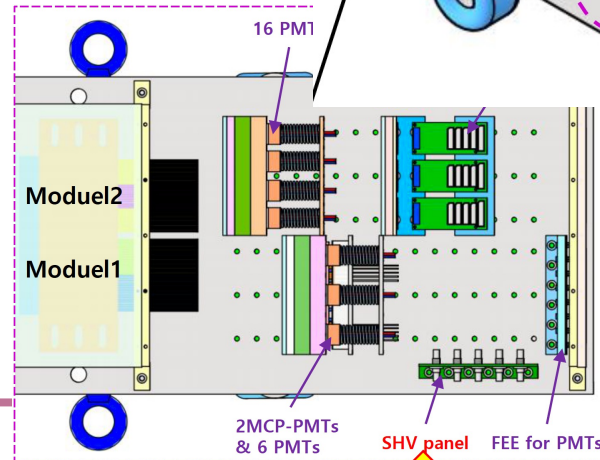 16 PMT
Moduel2
Moduel1
2MCP-PMTs
& 6 PMTs
SHV panel
FEE for PMTs